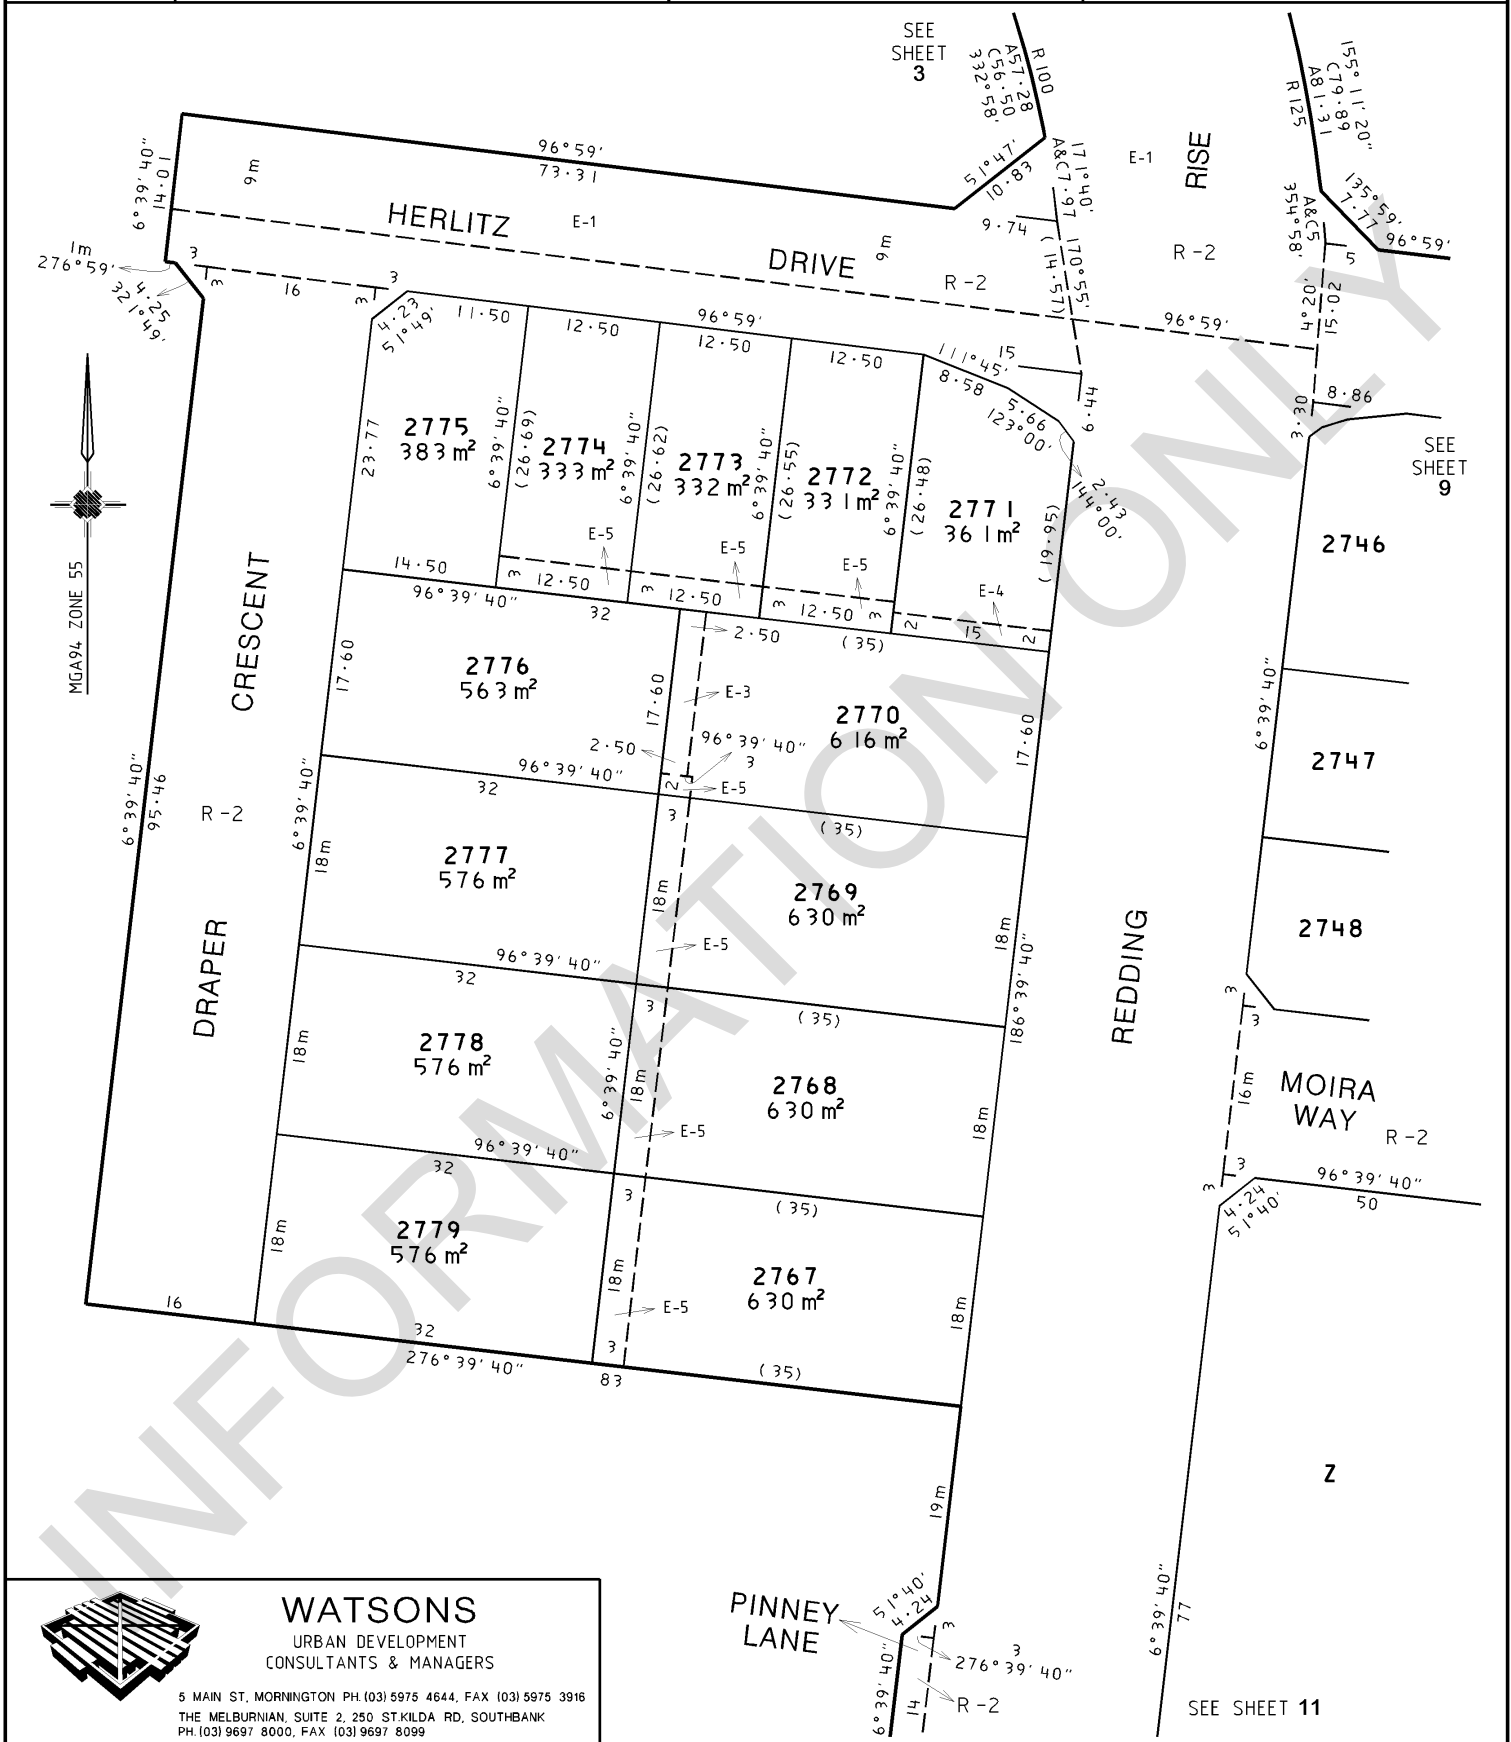 SEE
SHEET
3
R 100
A57·28
C56·50
332°58'
155°11'20"
C79·89
A81·31
R 125
RISE
E-1
6°39'40"
14·01
9m
96°59'
73·31
51°47'
10·83
171°40'
A&C7·97
135°59'
7·77
96°59'
HERLITZ
E-1
DRIVE
9m
9·74
170°55'
(14·57)
R-2
R-2
A&C5
354°58'
5
4°20'
15·02
1m
276°59'
4·25
321°49'
3
3
16
3
3
4·23
51°49'
11·50
12·50
96°59'
12·50
12·50
96°59'
111°45'
8·58
15
5·66
123°00'
9·44
3·30
8·86
2·43
144°00'
SEE
SHEET
9
MGA94 ZONE 55
23·77
2775
383 m²
6°39'40"
(26·69)
2774
333 m²
6°39'40"
(26·62)
2773
332 m²
6°39'40"
(26·55)
2772
331 m²
6°39'40"
(26·48)
2771
361 m²
(19·95)
2746
E-5
E-5
E-5
E-4
14·50
3
12·50
3
12·50
3
12·50
3
2
15
2
96°39'40"
32
2·50
(35)
CRESCENT
17·60
2776
563 m²
17·60
E-3
2770
616 m²
17·60
6°39'40"
2747
2·50
96°39'40"
3
96°39'40"
2
E-5
32
3
(35)
6°39'40"
95·46
R-2
6°39'40"
18m
2777
576 m²
18m
2769
630 m²
18m
E-5
2748
DRAPER
96°39'40"
32
3
(35)
186°39'40"
REDDING
3
3
18m
2778
576 m²
6°39'40"
18m
2768
630 m²
18m
E-5
16m
MOIRA
WAY
R-2
96°39'40"
32
3
(35)
3
3
4·24
51°40'
96°39'40"
50
18m
2779
576 m²
18m
2767
630 m²
18m
E-5
16
32
3
276°39'40"
83
(35)
Z
19m
6°39'40"
77
PINNEY
LANE
51°40'
4·24
3
3
276°39'40"
6°39'40"
14
R-2
SEE SHEET 11
INFORMATION ONLY
WATSONS
URBAN DEVELOPMENT
CONSULTANTS & MANAGERS
5 MAIN ST, MORNINGTON PH.(03) 5975 4644, FAX (03) 5975 3916
THE MELBURNIAN, SUITE 2, 250 ST.KILDA RD, SOUTHBANK
PH.(03) 9697 8000, FAX (03) 9697 8099